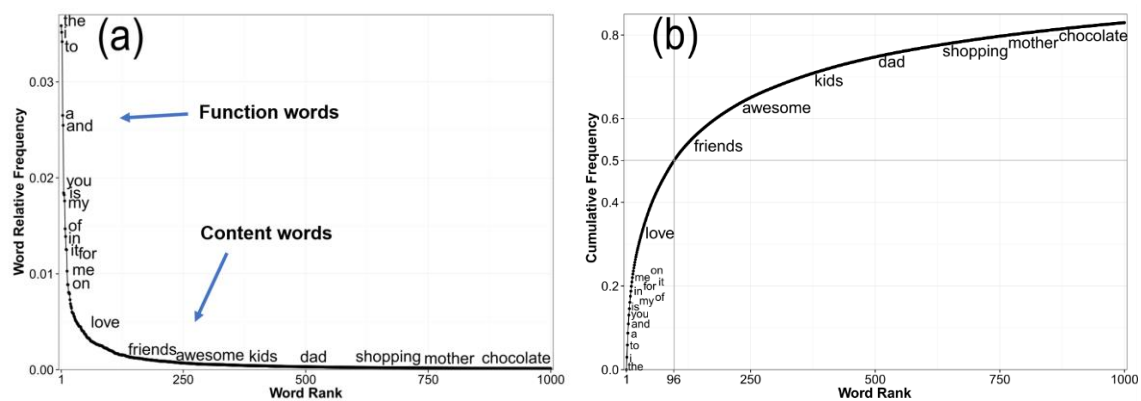 (a)
Word Relative Frequency
0.03
0.02
0.01
0.00
the
i
to
a
and
Function words
you
is
my
of
in
it for
me
on
Content words
love
friends awesome kids dad shopping mother chocolate
1 250 500 750 1000
Word Rank
(b)
Cumulative Frequency
0.8
0.6
0.5
0.4
0.2
0.0
chocolate
mother
shopping
dad
kids
awesome
friends
love
on
me it
for
in of
my
is
you
and
a
to
i
the
1 96 250 500 750 1000
Word Rank